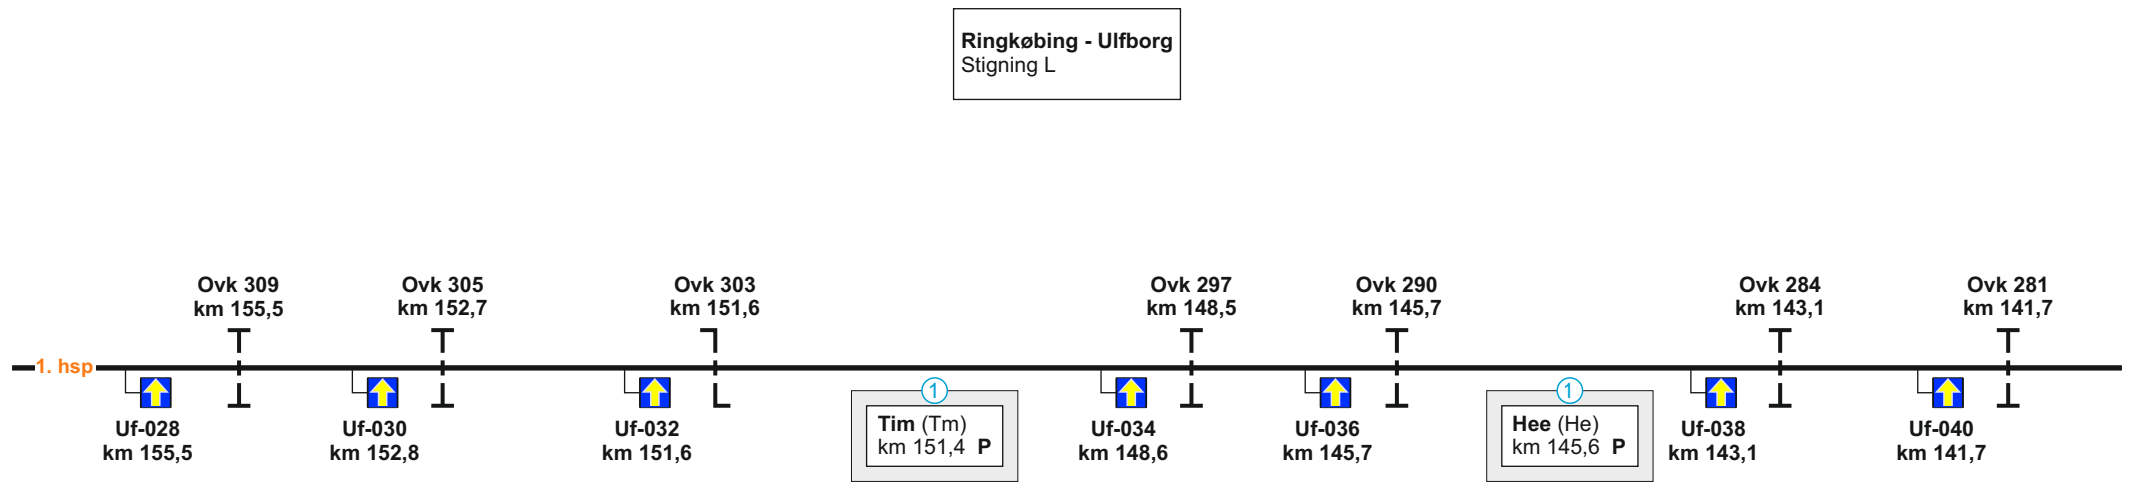 Ringkøbing - Ulfborg
Stigning L
Ovk 309
km 155,5
Ovk 305
km 152,7
Ovk 303
km 151,6
Ovk 297
km 148,5
Ovk 290
km 145,7
Ovk 284
km 143,1
Ovk 281
km 141,7
1. hsp
Uf-028
km 155,5
Uf-030
km 152,8
Uf-032
km 151,6
1
Tim (Tm)
km 151,4 P
Uf-034
km 148,6
Uf-036
km 145,7
1
Hee (He)
km 145,6 P
Uf-038
km 143,1
Uf-040
km 141,7